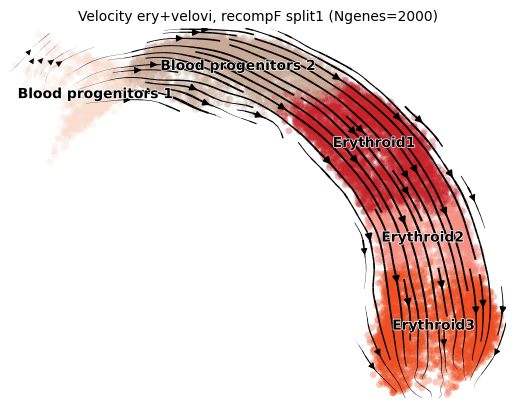 Velocity ery+velovi, recompF split1 (Ngenes=2000)
Blood progenitors 2
Blood progenitors 1
Erythroid1
Erythroid2
Erythroid3